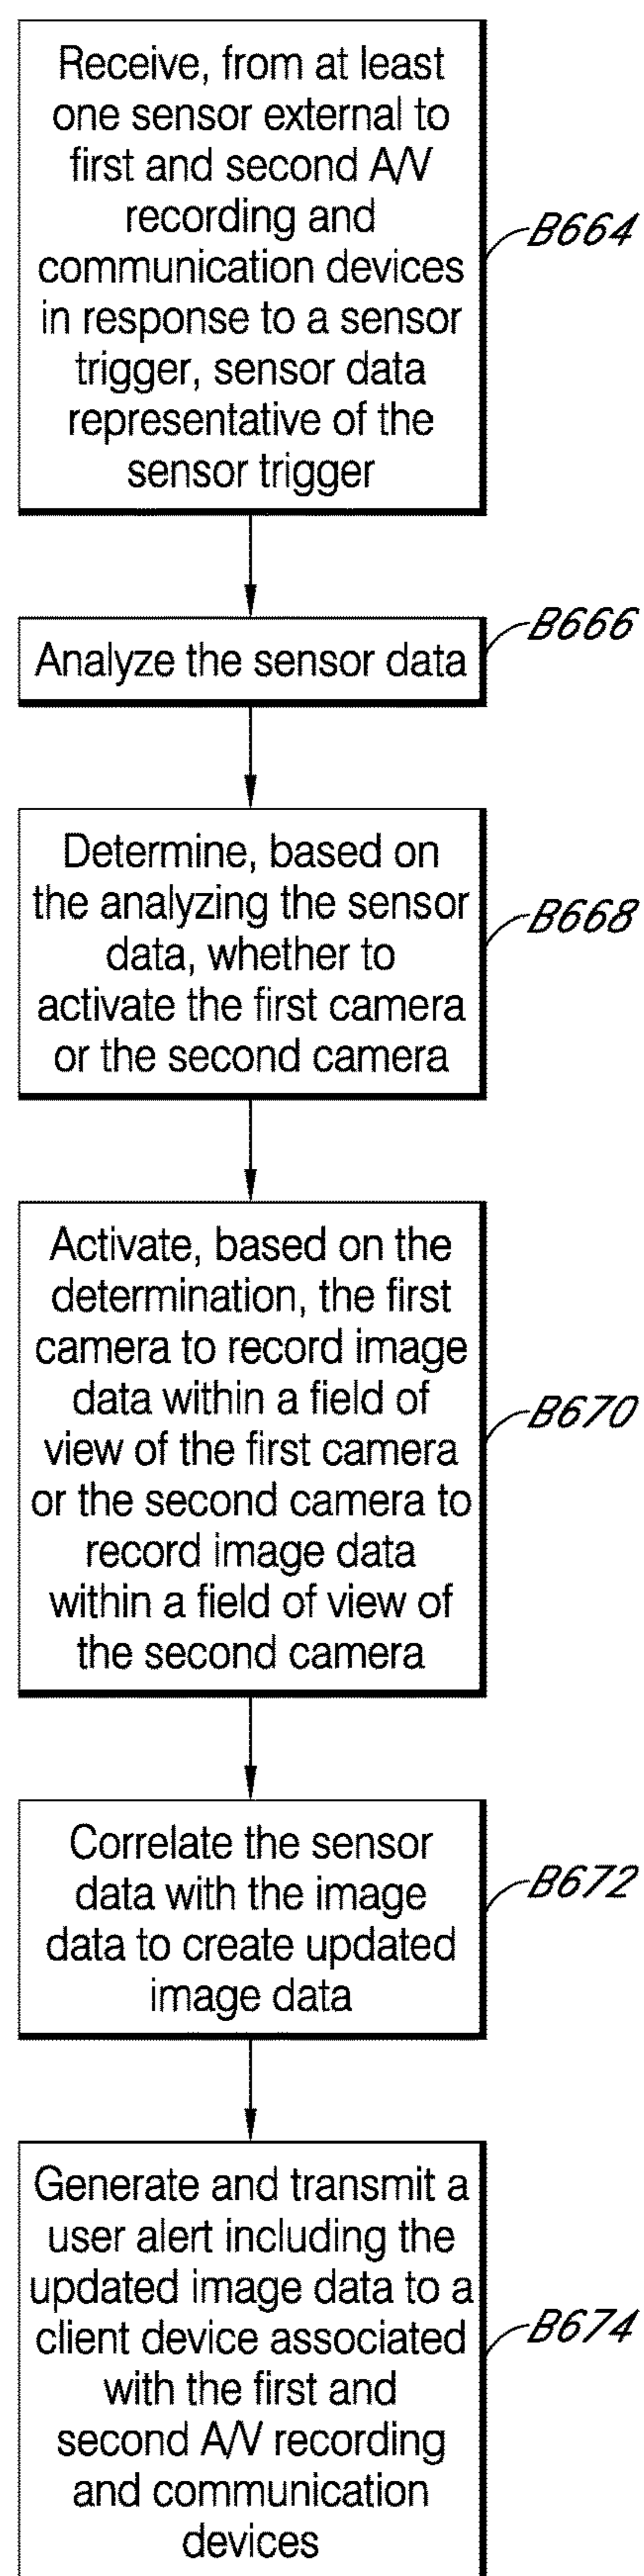 Receive, from at least
one sensor external to
first and second A/V
recording and
communication devices
in response to a sensor
trigger, sensor data
representative of the
sensor trigger
B664
Analyze the sensor data
B666
Determine, based on
the analyzing the sensor
data, whether to
activate the first camera
or the second camera
B668
Activate, based on the
determination, the first
camera to record image
data within a field of
view of the first camera
or the second camera to
record image data
within a field of view of
the second camera
B670
Correlate the sensor
data with the image
data to create updated
image data
B672
Generate and transmit a
user alert including the
updated image data to a
client device associated
with the first and
second A/V recording
and communication
devices
B674